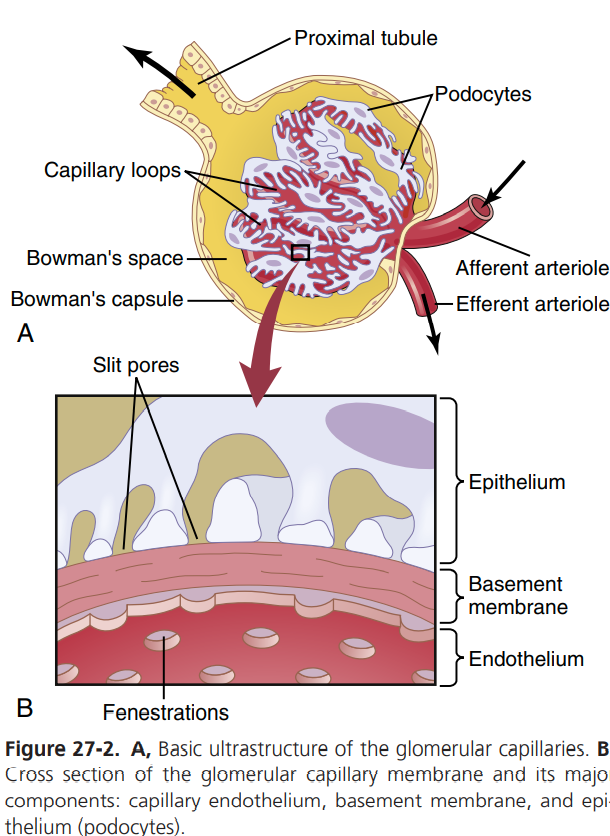 Proximal tubule
Podocytes
Capillary loops
Bowman's space
Afferent arteriole
Bowman's capsule
Efferent arteriole
A
Slit pores
Epithelium
Basement
membrane
Endothelium
B
Fenestrations
Figure 27-2. A, Basic ultrastructure of the glomerular capillaries. B
Cross section of the glomerular capillary membrane and its majo
components: capillary endothelium, basement membrane, and epi-
thelium (podocytes).